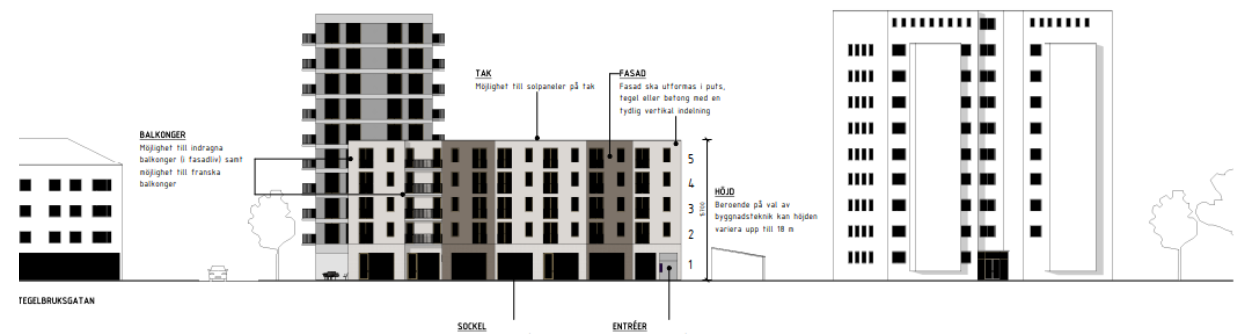 TAK
Möjlighet till solpaneler på tak
FASAD
Fasad ska utformas i puts,
tegel eller betong med en
tydlig vertikal indelning
BALKONGER
Möjlighet till indragna
balkonger (i fasadliv) samt
möjlighet till franska
balkonger
5
4
3
2
1
HÖJD
Beroende på val av
byggnadsteknik kan höjden
variera upp till 18 m
TEGELBRUKSGATAN
SOCKEL
ENTRÉER